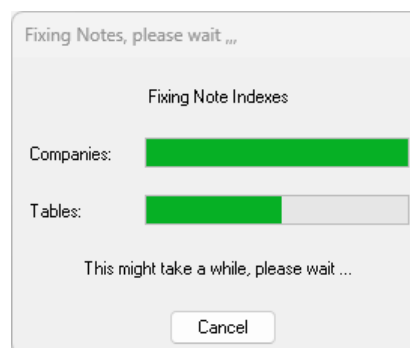 Fixing Notes, please wait ,,,
Fixing Note Indexes
Companies:
Tables:
This might take a while, please wait ...
Cancel